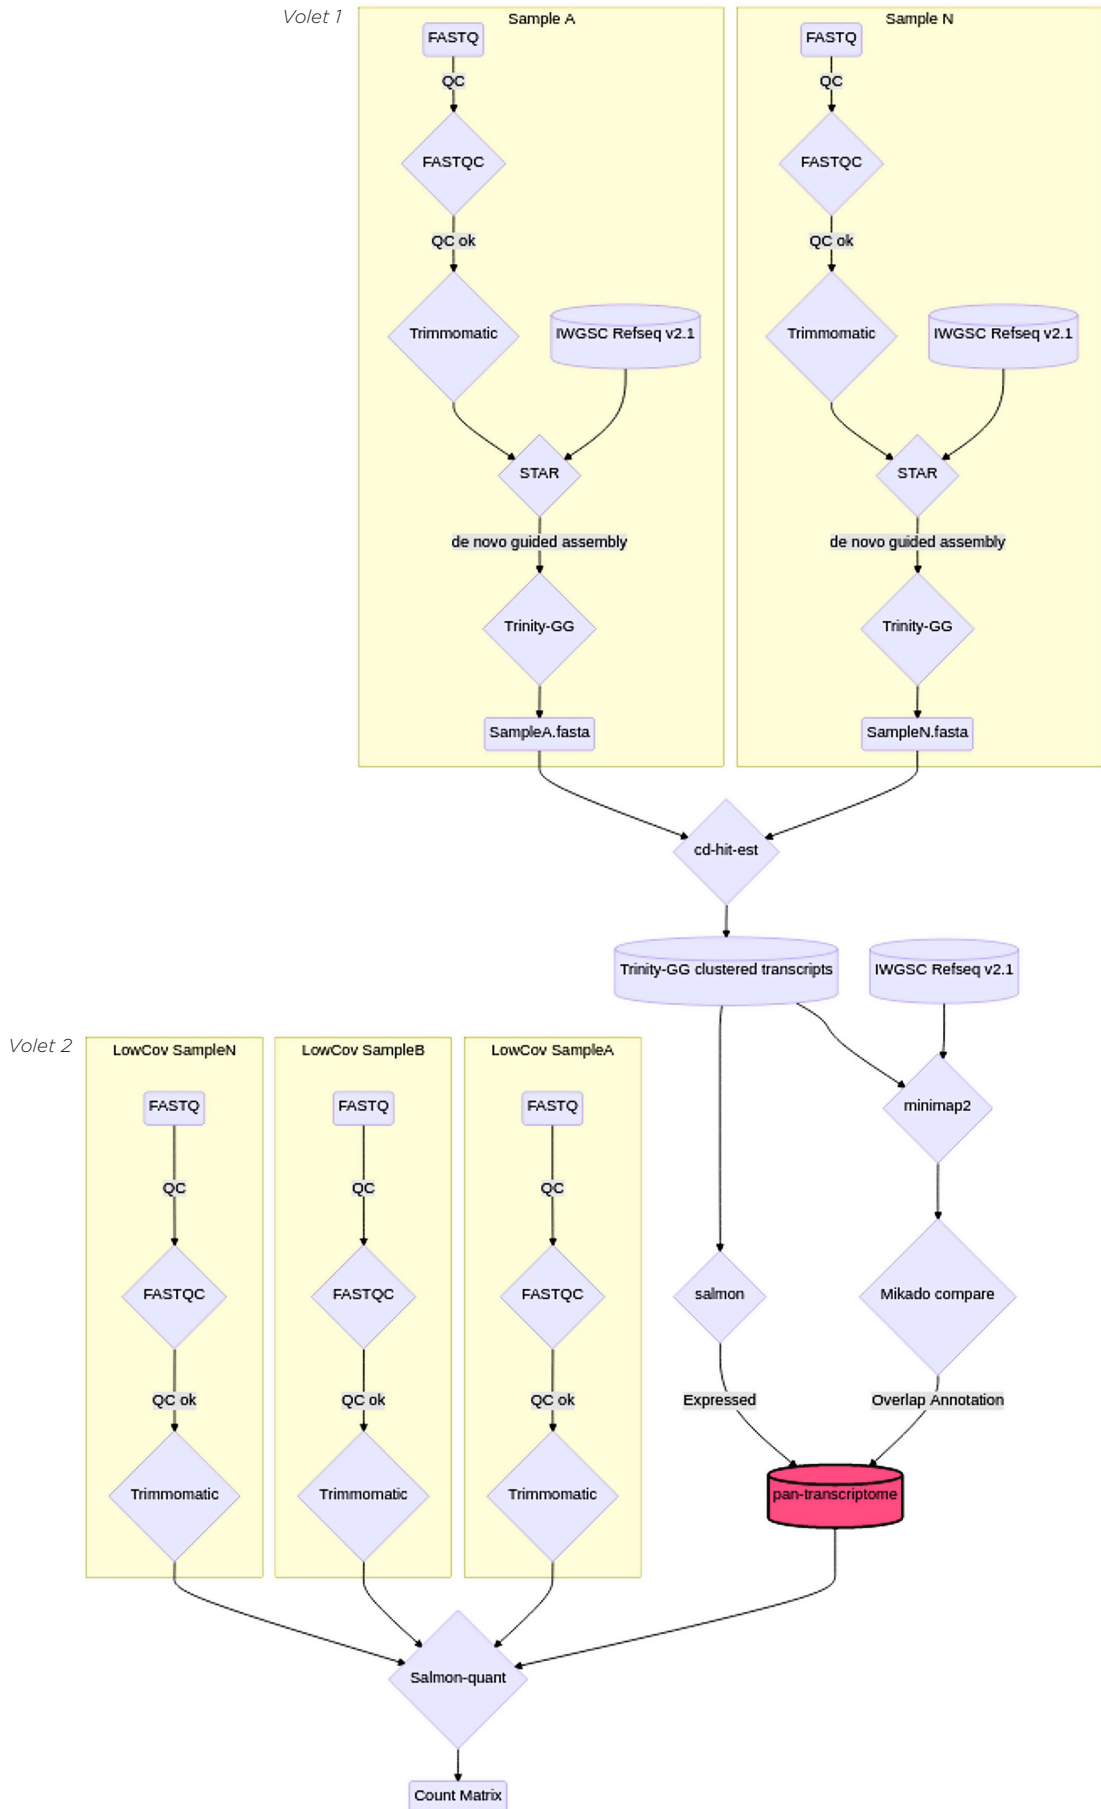 Volet 1
Sample A
FASTQ
QC
FASTQC
QC ok
Trimmomatic
IWGSC Refseq v2.1
STAR
de novo guided assembly
Trinity-GG
SampleA.fasta
Sample N
FASTQ
QC
FASTQC
QC ok
Trimmomatic
IWGSC Refseq v2.1
STAR
de novo guided assembly
Trinity-GG
SampleN.fasta
cd-hit-est
Trinity-GG clustered transcripts
IWGSC Refseq v2.1
minimap2
salmon
Mikado compare
Expressed
Overlap Annotation
pan-transcriptome
Volet 2
LowCov SampleN
FASTQ
QC
FASTQC
QC ok
Trimmomatic
LowCov SampleB
FASTQ
QC
FASTQC
QC ok
Trimmomatic
LowCov SampleA
FASTQ
QC
FASTQC
QC ok
Trimmomatic
Salmon-quant
Count Matrix